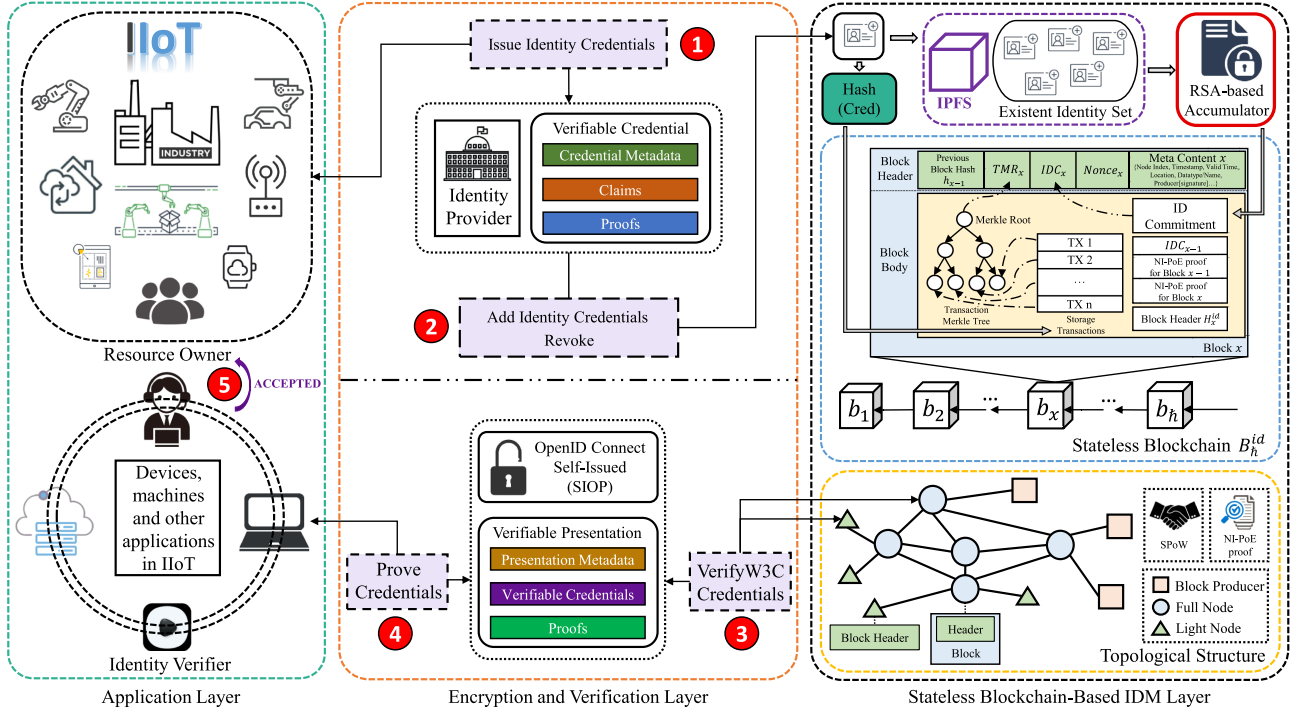 IIoT
INDUSTRY
Resource Owner
5
ACCEPTED
Devices,
machines
and other
applications
in IIoT
Identity Verifier
Application Layer
Issue Identity Credentials
1
Identity
Provider
Verifiable Credential
Credential Metadata
Claims
Proofs
2
Add Identity Credentials
Revoke
OpenID Connect
Self-Issued
(SIOP)
Verifiable Presentation
Presentation Metadata
Verifiable Credentials
Proofs
Prove
Credentials
4
VerifyW3C
Credentials
3
Encryption and Verification Layer
Hash
(Cred)
IPFS
Existent Identity Set
RSA-based
Accumulator
Block
Header
Previous
Block Hash
h_{x-1}
TMR_x
IDC_x
Nonce_x
Meta Content x
(Node Index, Timestamp, Valid Time,
Location, Datatype/Name,
Producer[signature]...)
Block
Body
Merkle Root
Transaction
Merkle Tree
TX 1
TX 2
...
TX n
Storage
Transactions
ID
Commitment
IDC_{x-1}
NI-PoE proof
for Block x − 1
NI-PoE proof
for Block x
Block Header H_x^{id}
Block x
b_1
b_2
...
b_x
...
b_ħ
Stateless Blockchain B_ħ^{id}
SPoW
NI-PoE
proof
Block Producer
Full Node
Light Node
Block Header
Header
Block
Topological Structure
Stateless Blockchain-Based IDM Layer